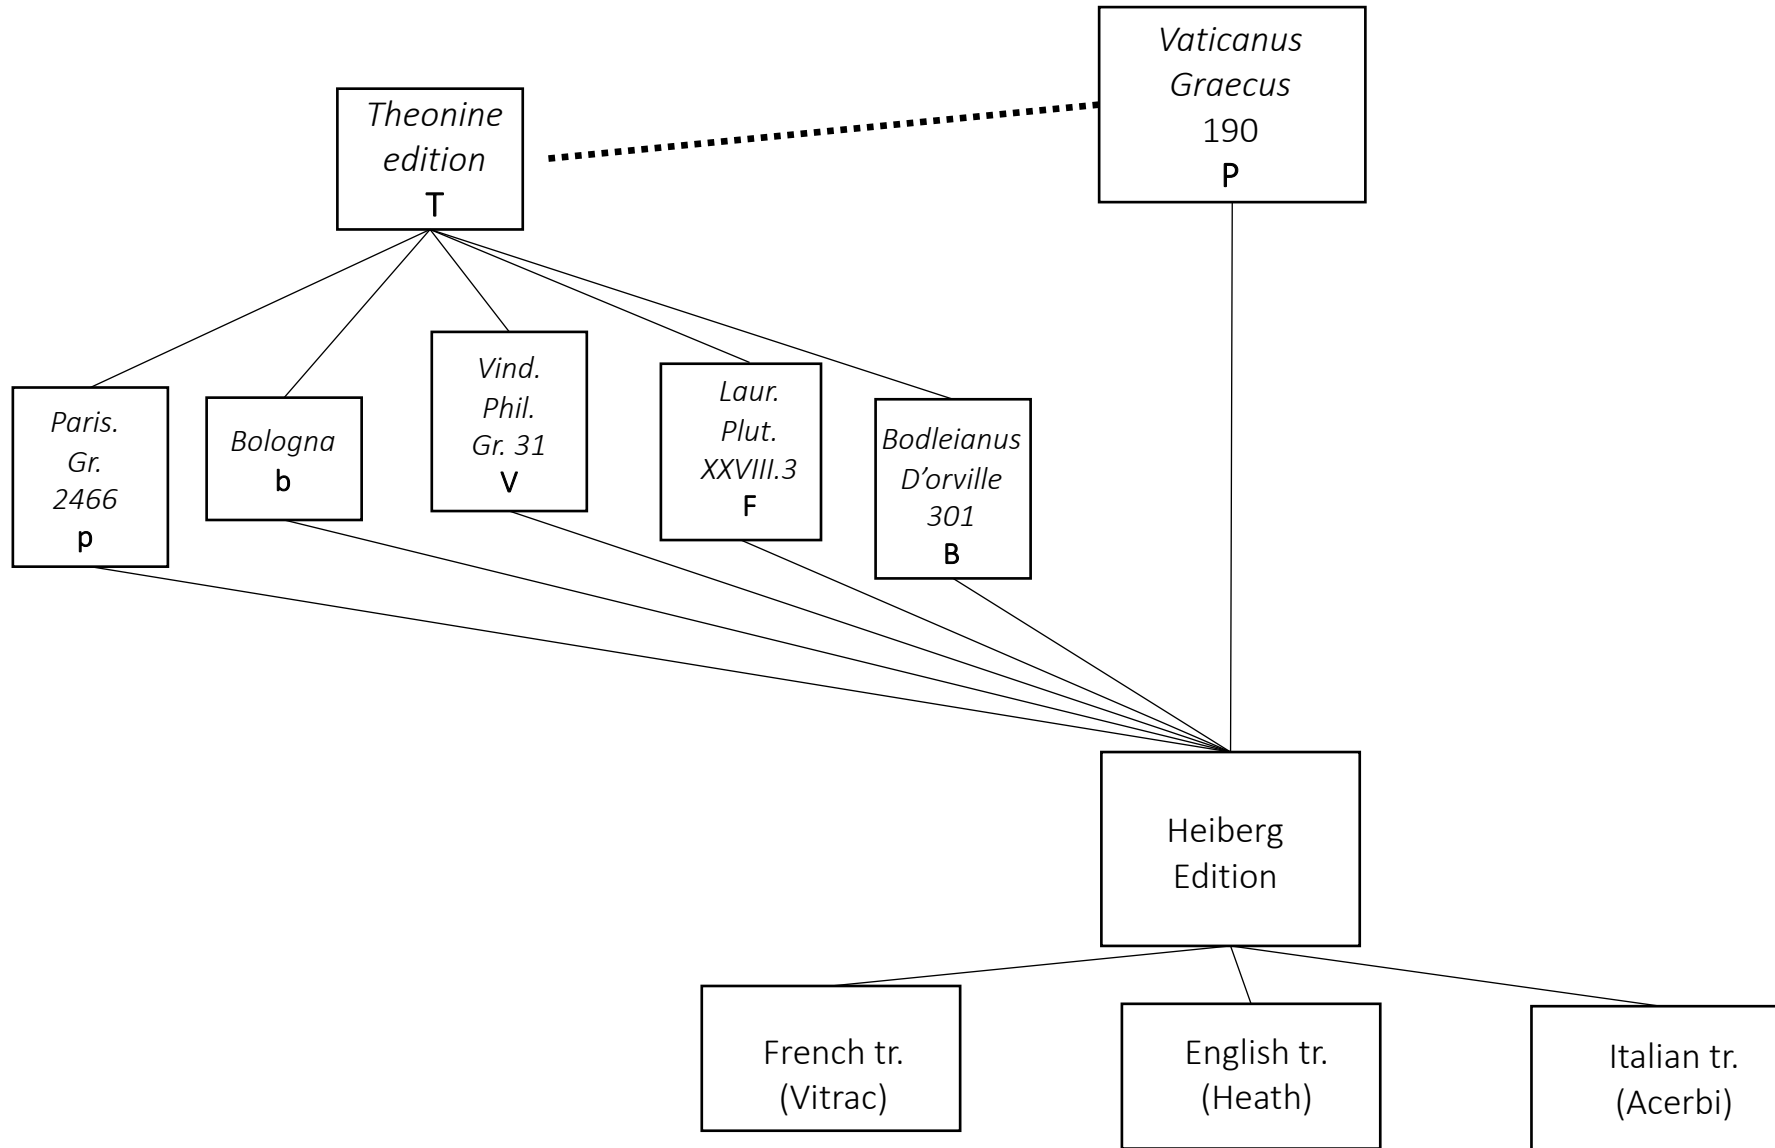 Vaticanus
Graecus
190
P
Theonine
edition
T
Paris.
Gr.
2466
p
Bologna
b
Vind.
Phil.
Gr. 31
V
Laur.
Plut.
XXVIII.3
F
Bodleianus
D’orville
301
B
Heiberg
Edition
French tr.
(Vitrac)
English tr.
(Heath)
Italian tr.
(Acerbi)